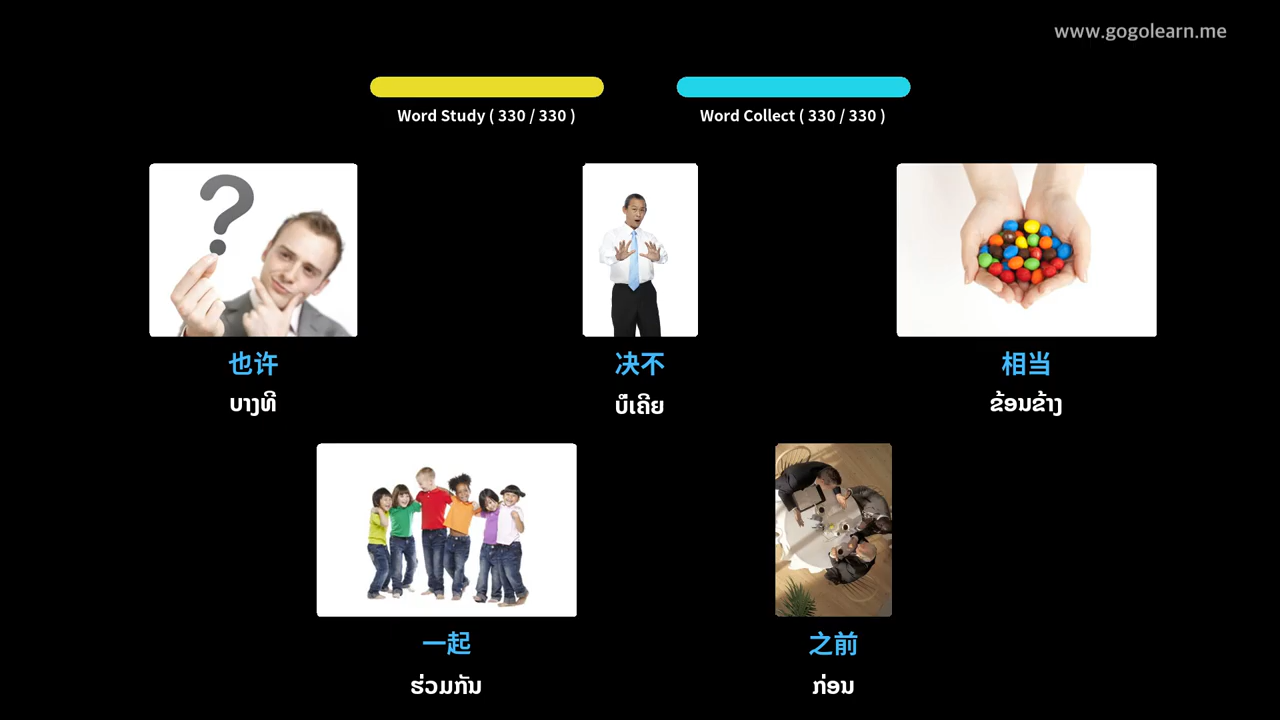 www.gogolearn.me
Word Study ( 330 / 330 )
Word Collect ( 330 / 330 )
也许
ບາງທີ
决不
ບໍ່ເຄີຍ
相当
ຂ້ອນຂ້າງ
一起
ຮ່ວມກັນ
之前
ກ່ອນ